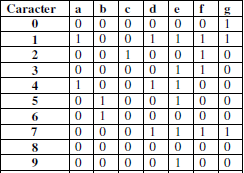 Caracter a b c d e f g
0 0 0 0 0 0 0 1
1 1 0 0 1 1 1 1
2 0 0 1 0 0 1 0
3 0 0 0 0 1 1 0
4 1 0 0 1 1 0 0
5 0 1 0 0 1 0 0
6 0 1 0 0 0 0 0
7 0 0 0 1 1 1 1
8 0 0 0 0 0 0 0
9 0 0 0 0 1 0 0